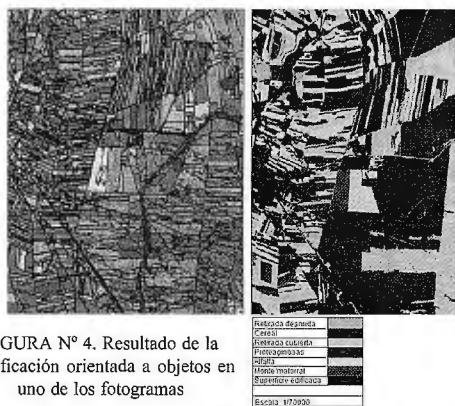 GURA Nº 4. Resultado de la
ficación orientada a objetos en
uno de los fotogramas
Retirada desnuda
Cereal
Retirada cubierta
Proteaginosas
Alfalfa
Monte/matorral
Superficie edificada
Escala 1/70000